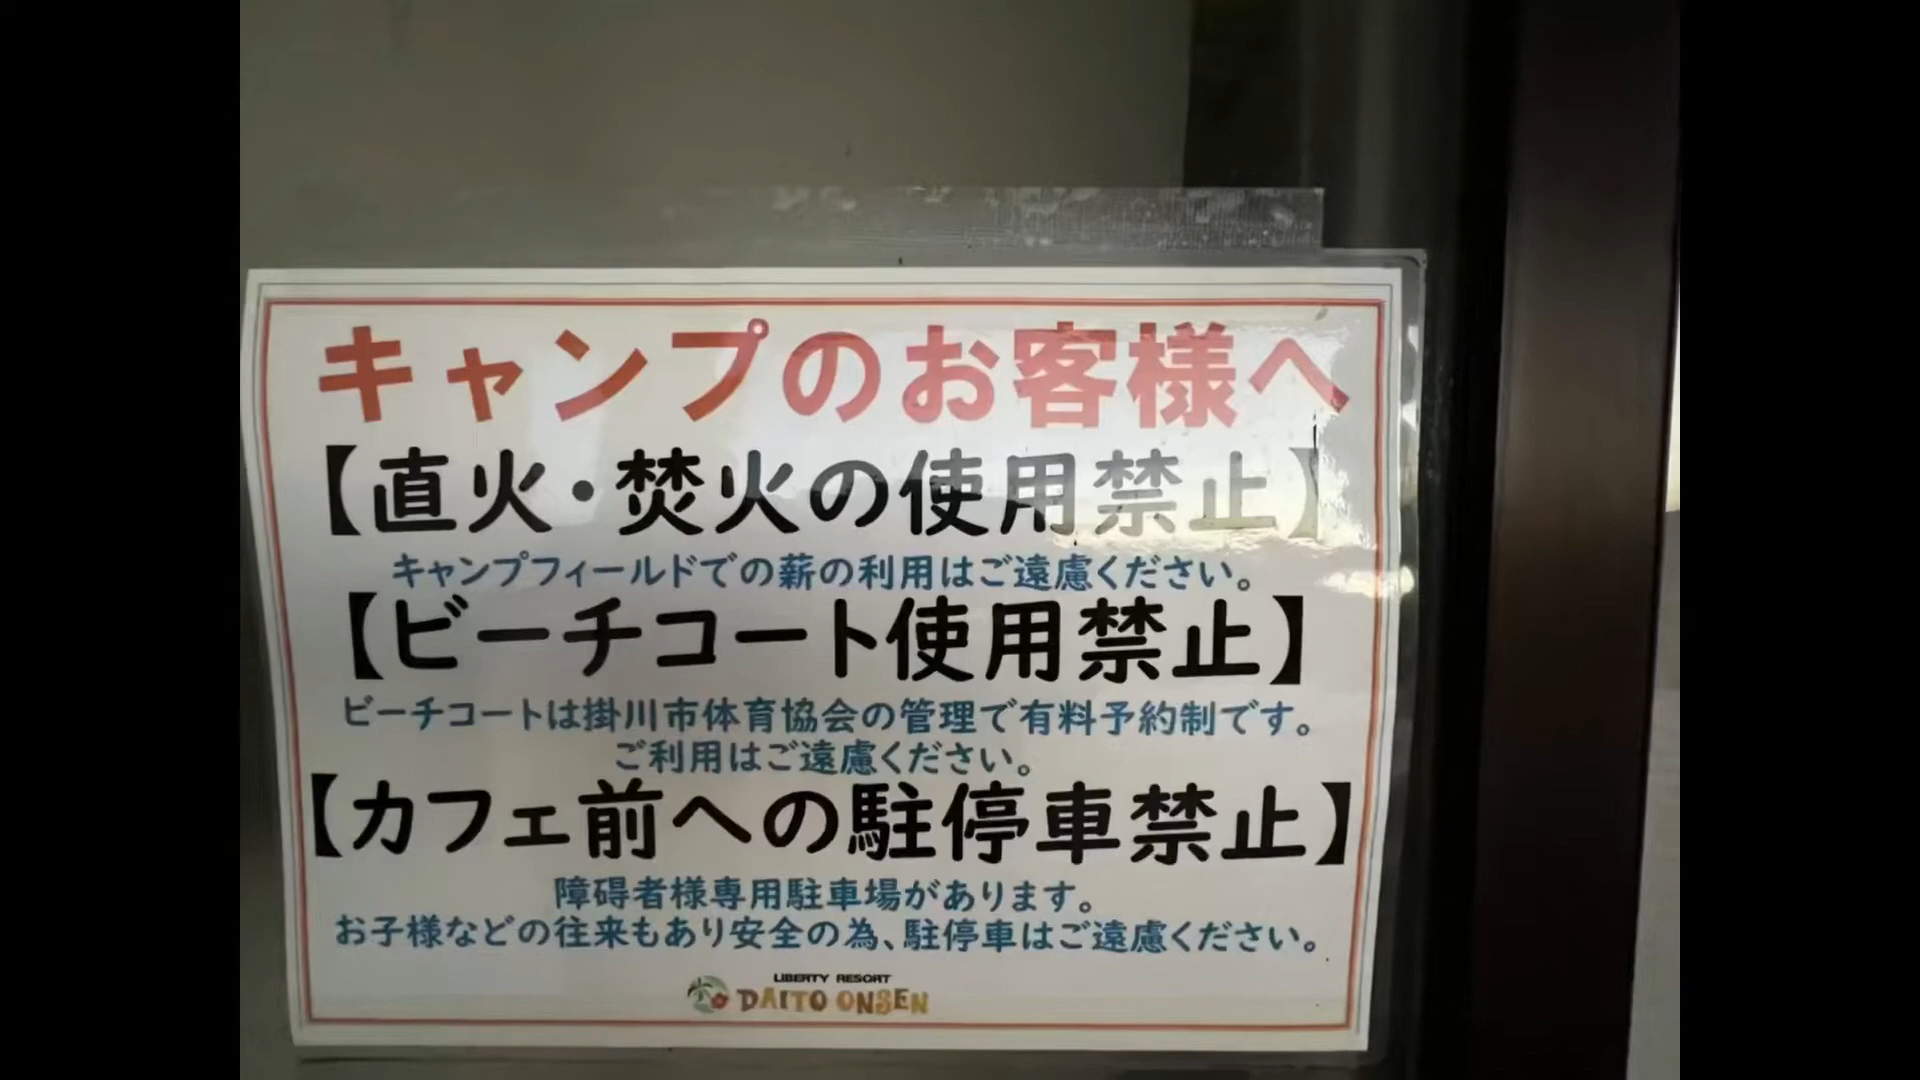 キャンプのお客様へ
【直火・焚火の使用禁止】
キャンプフィールドでの薪の利用はご遠慮ください。
【ビーチコート使用禁止】
ビーチコートは掛川市体育協会の管理で有料予約制です。
ご利用はご遠慮ください。
【カフェ前への駐停車禁止】
障碍者様専用駐車場があります。
お子様などの往来もあり安全の為、駐停車はご遠慮ください。
LIBERTY RESORT
DAITO ONSEN